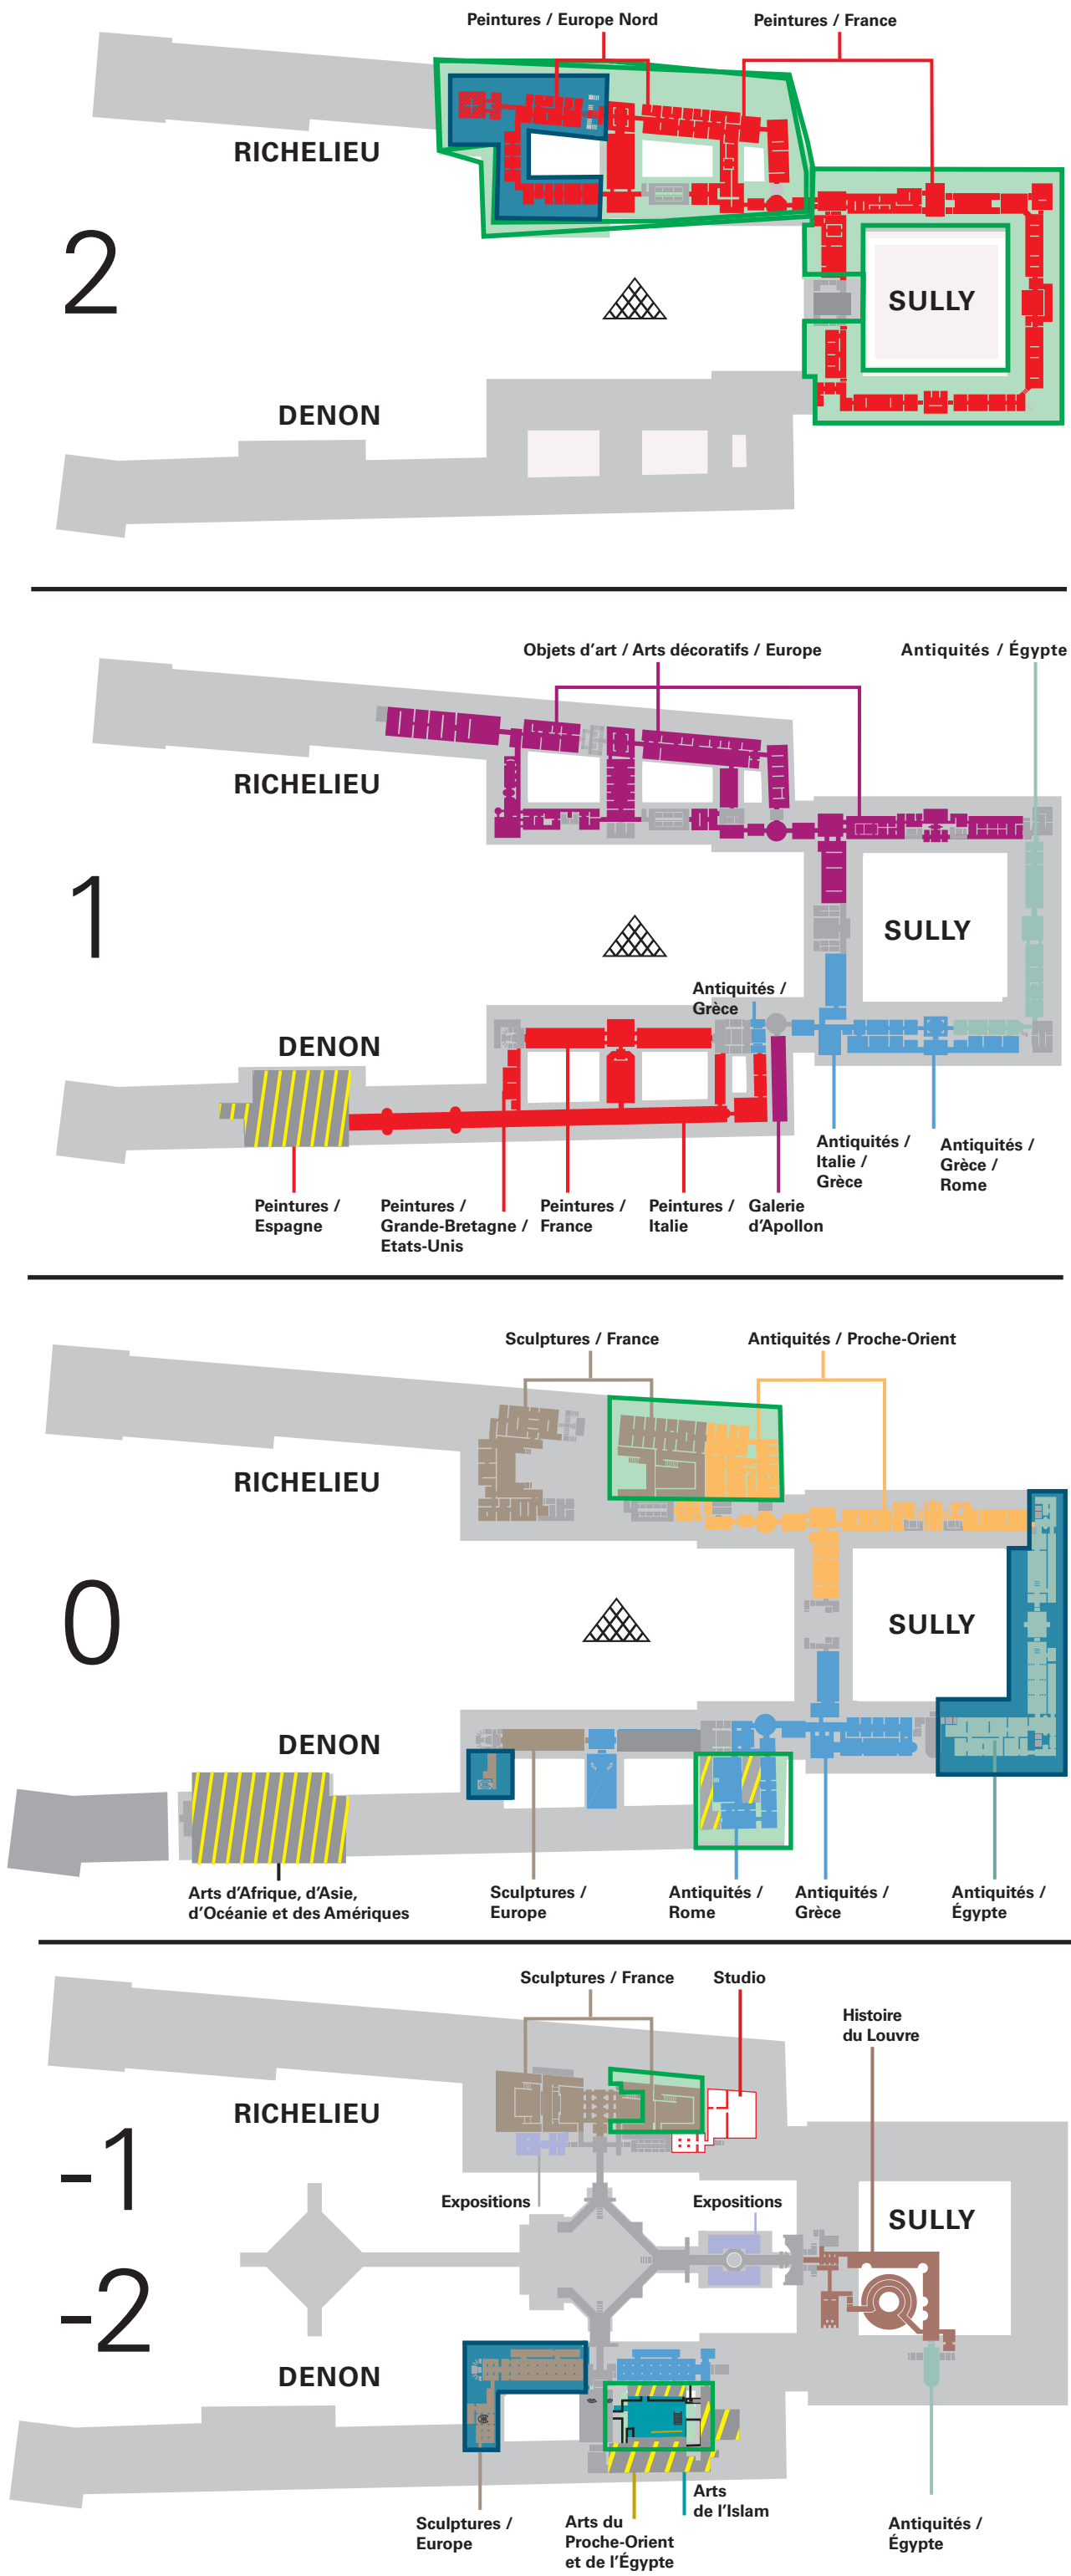 Peintures / Europe Nord
Peintures / France
RICHELIEU
2
SULLY
DENON
Objets d'art / Arts décoratifs / Europe
Antiquités / Égypte
RICHELIEU
1
SULLY
Antiquités /
Grèce
DENON
Antiquités /
Italie /
Grèce
Antiquités /
Grèce /
Rome
Peintures /
Espagne
Peintures /
Grande-Bretagne /
Etats-Unis
Peintures /
France
Peintures /
Italie
Galerie
d’Apollon
Sculptures / France
Antiquités / Proche-Orient
RICHELIEU
0
SULLY
DENON
Arts d’Afrique, d’Asie,
d’Océanie et des Amériques
Sculptures /
Europe
Antiquités /
Rome
Antiquités /
Grèce
Antiquités /
Égypte
Sculptures / France
Studio
Histoire
du Louvre
RICHELIEU
-1
Expositions
Expositions
SULLY
-2
DENON
Arts
de l’Islam
Sculptures /
Europe
Arts du
Proche-Orient
et de l’Égypte
Antiquités /
Égypte